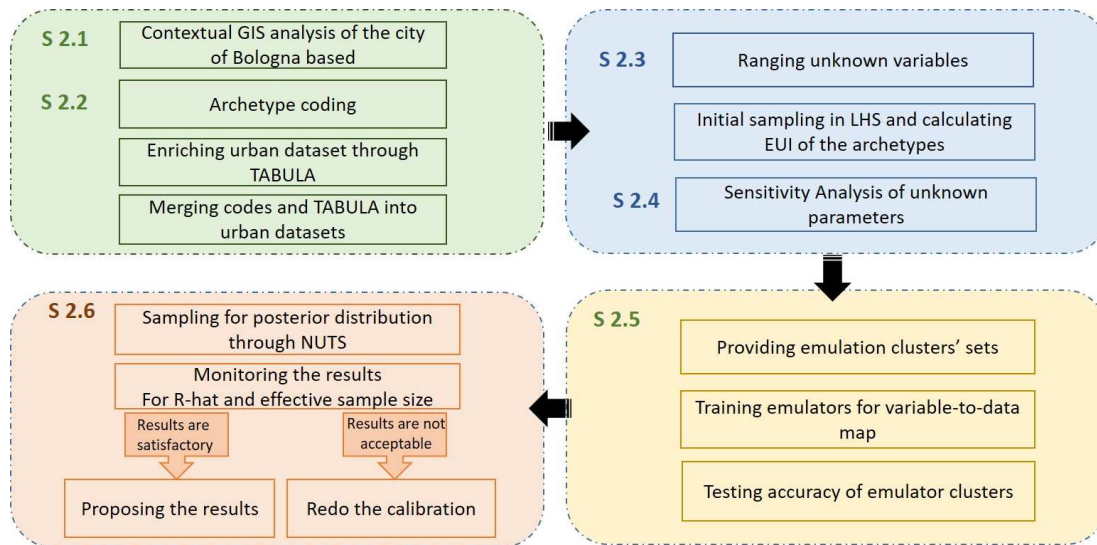 S 2.1
Contextual GIS analysis of the city
of Bologna based
S 2.2
Archetype coding
Enriching urban dataset through
TABULA
Merging codes and TABULA into
urban datasets
S 2.3
Ranging unknown variables
Initial sampling in LHS and calculating
EUI of the archetypes
S 2.4
Sensitivity Analysis of unknown
parameters
S 2.5
Providing emulation clusters' sets
Training emulators for variable-to-data
map
Testing accuracy of emulator clusters
S 2.6
Sampling for posterior distribution
through NUTS
Monitoring the results
For R-hat and effective sample size
Results are
satisfactory
Results are not
acceptable
Proposing the results
Redo the calibration